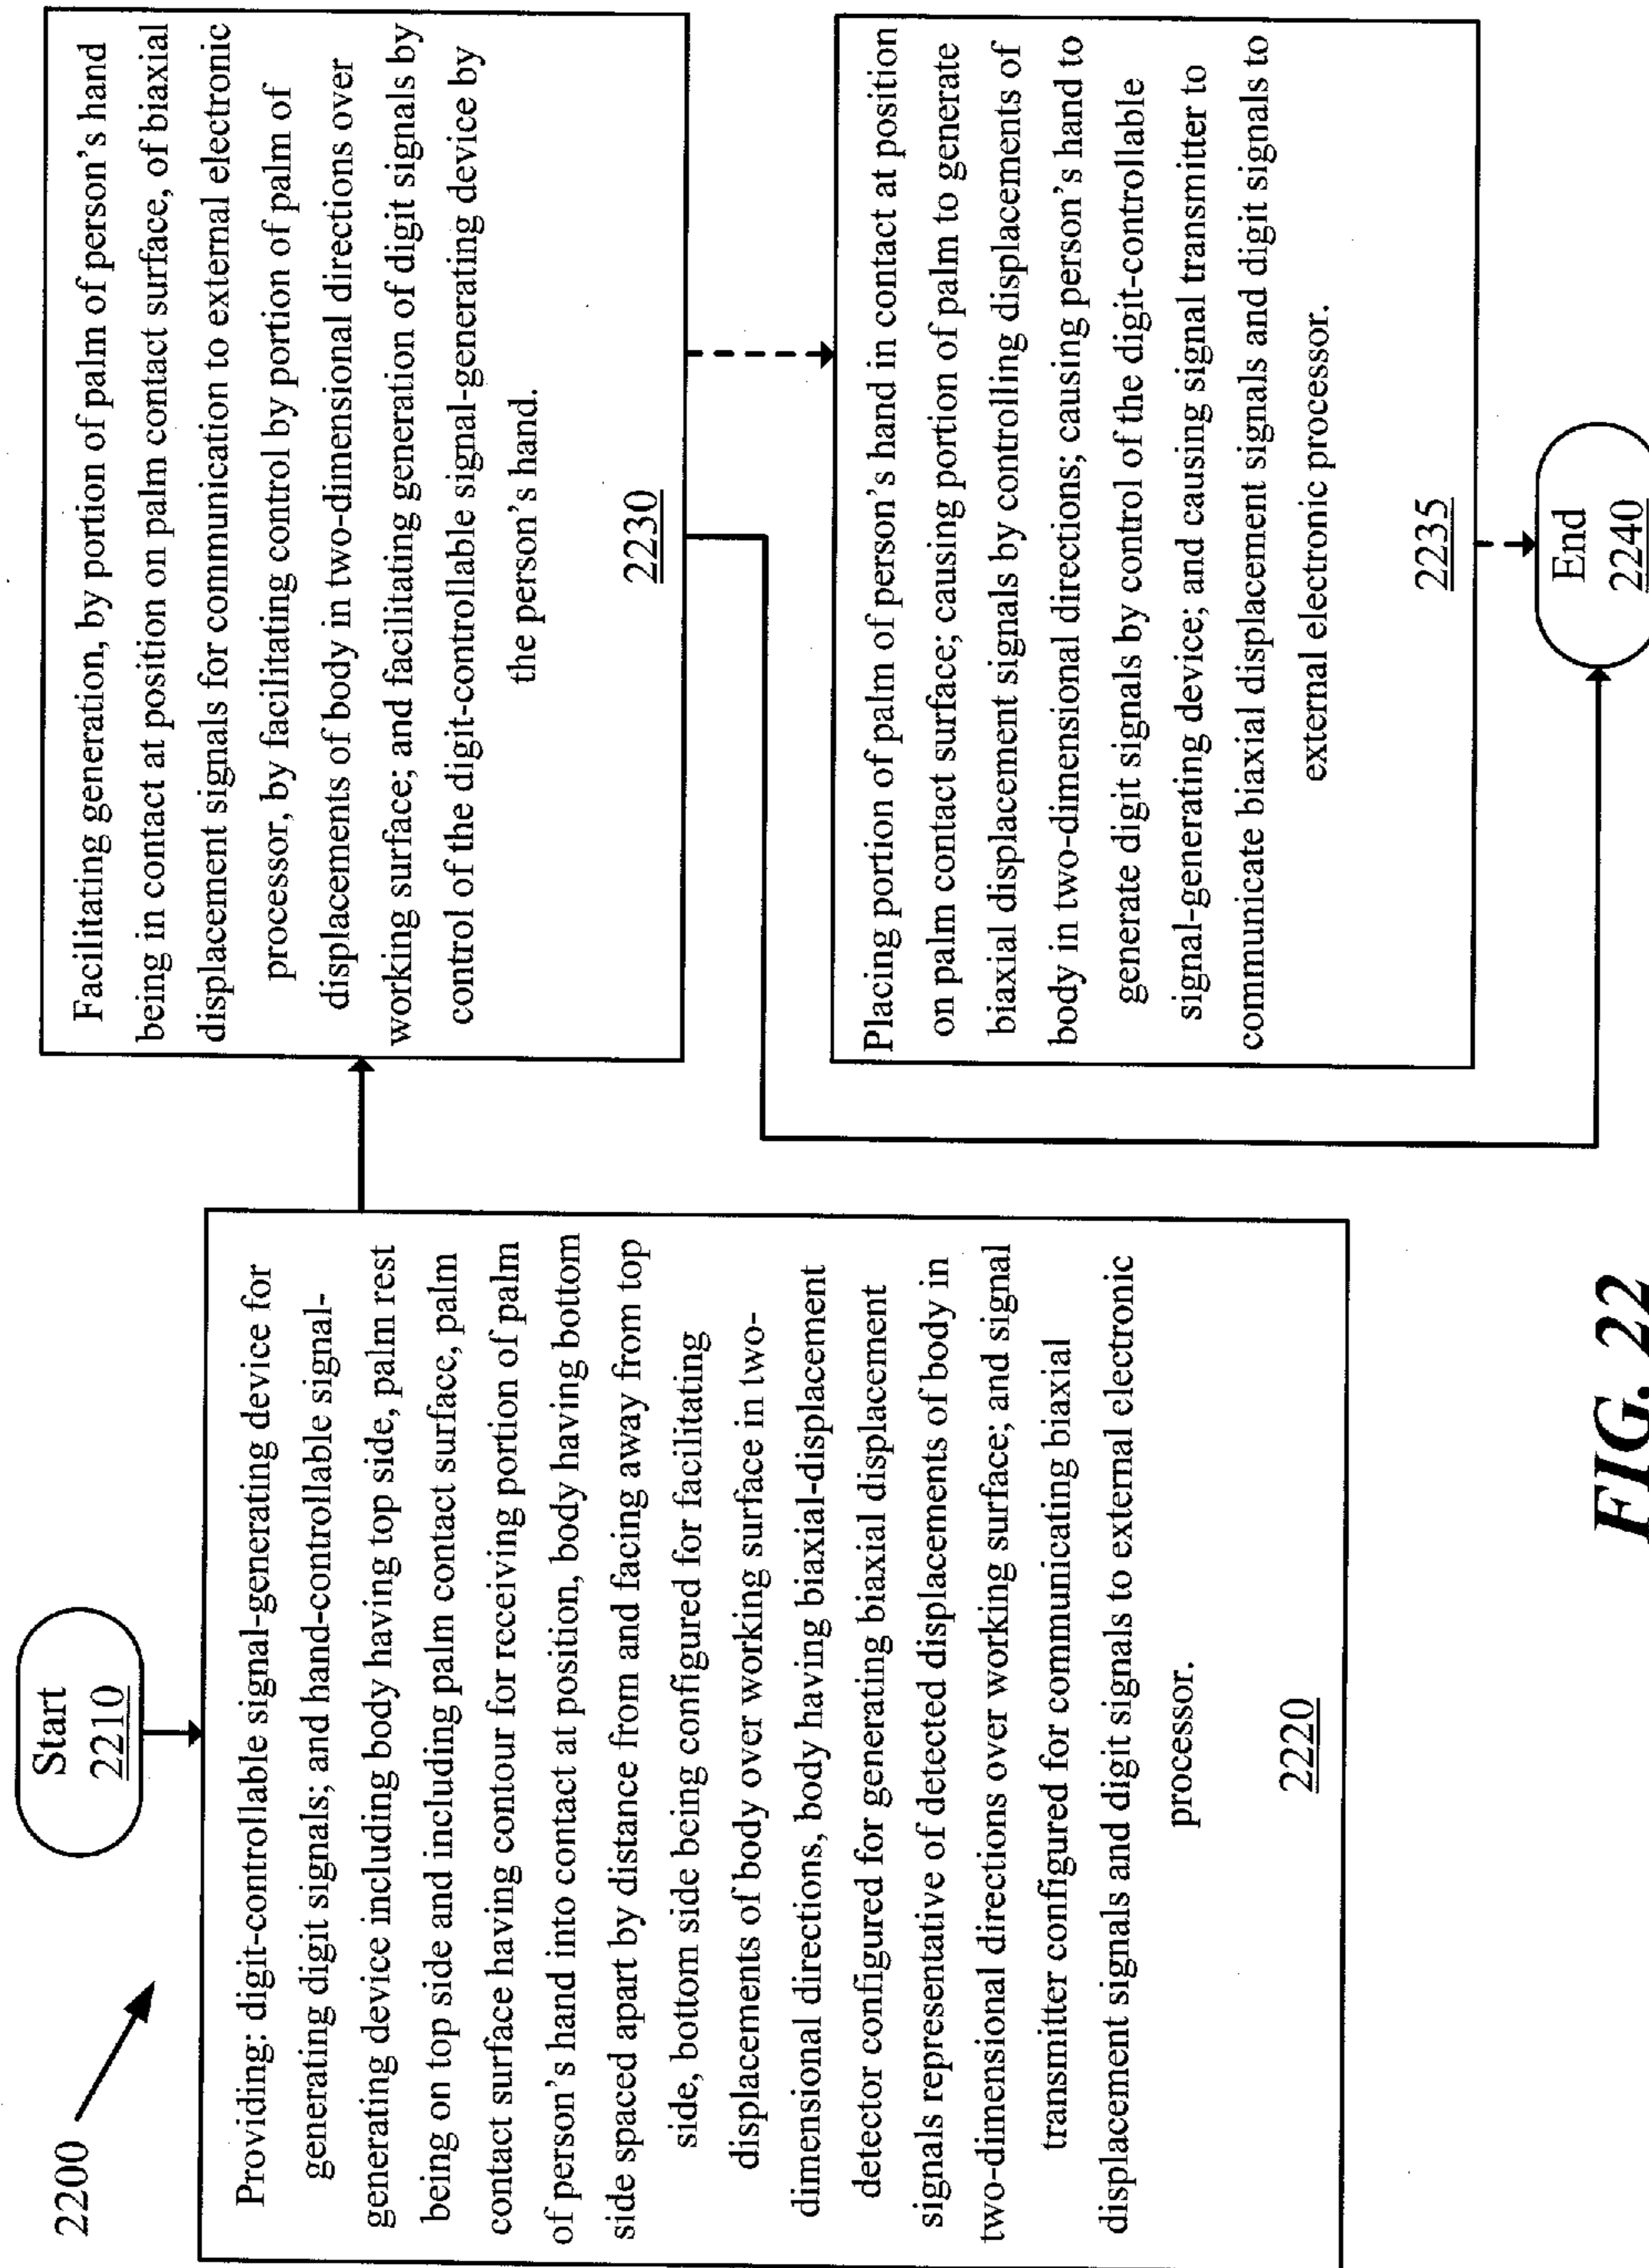 2200
Start
2210
Providing: digit-controllable signal-generating device for
generating digit signals; and hand-controllable signal-
generating device including body having top side, palm rest
being on top side and including palm contact surface, palm
contact surface having contour for receiving portion of palm
of person's hand into contact at position, body having bottom
side spaced apart by distance from and facing away from top
side, bottom side being configured for facilitating
displacements of body over working surface in two-
dimensional directions, body having biaxial-displacement
detector configured for generating biaxial displacement
signals representative of detected displacements of body in
two-dimensional directions over working surface; and signal
transmitter configured for communicating biaxial
displacement signals and digit signals to external electronic
processor.
2220
Facilitating generation, by portion of palm of person's hand
being in contact at position on palm contact surface, of biaxial
displacement signals for communication to external electronic
processor, by facilitating control by portion of palm of
displacements of body in two-dimensional directions over
working surface; and facilitating generation of digit signals by
control of the digit-controllable signal-generating device by
the person's hand.
2230
Placing portion of palm of person's hand in contact at position
on palm contact surface; causing portion of palm to generate
biaxial displacement signals by controlling displacements of
body in two-dimensional directions; causing person's hand to
generate digit signals by control of the digit-controllable
signal-generating device; and causing signal transmitter to
communicate biaxial displacement signals and digit signals to
external electronic processor.
2235
End
2240
FIG. 22